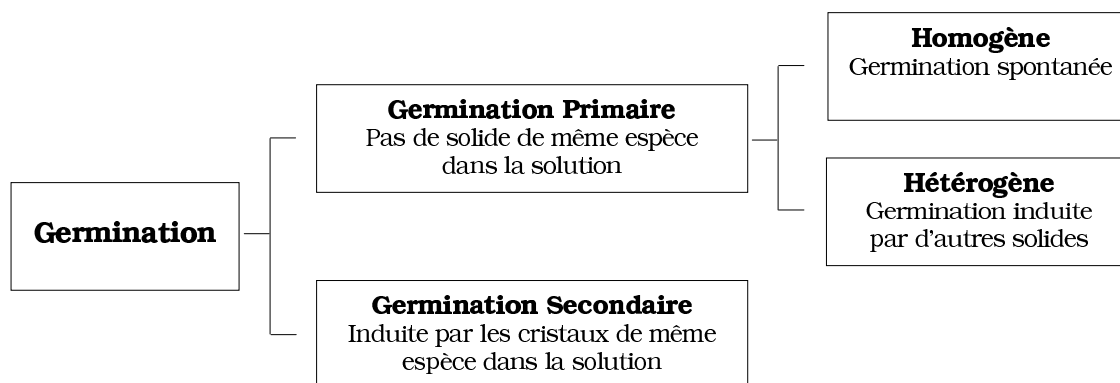 Homogène
Germination spontanée
Germination Primaire
Pas de solide de même espèce
dans la solution
Hétérogène
Germination induite
par d'autres solides
Germination
Germination Secondaire
Induite par les cristaux de même
espèce dans la solution